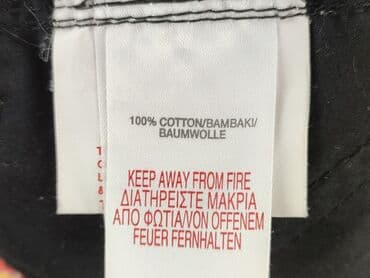 100% COTTON/BAMBAKI/
BAUMWOLLE
KEEP AWAY FROM FIRE
ΔΙΑΤΗΡΕΙΣΤΕ ΜΑΚΡΙΑ
ΑΠΟ ΦΩΤΙΑ/VON OFFENEM
FEUER FERNHALTEN